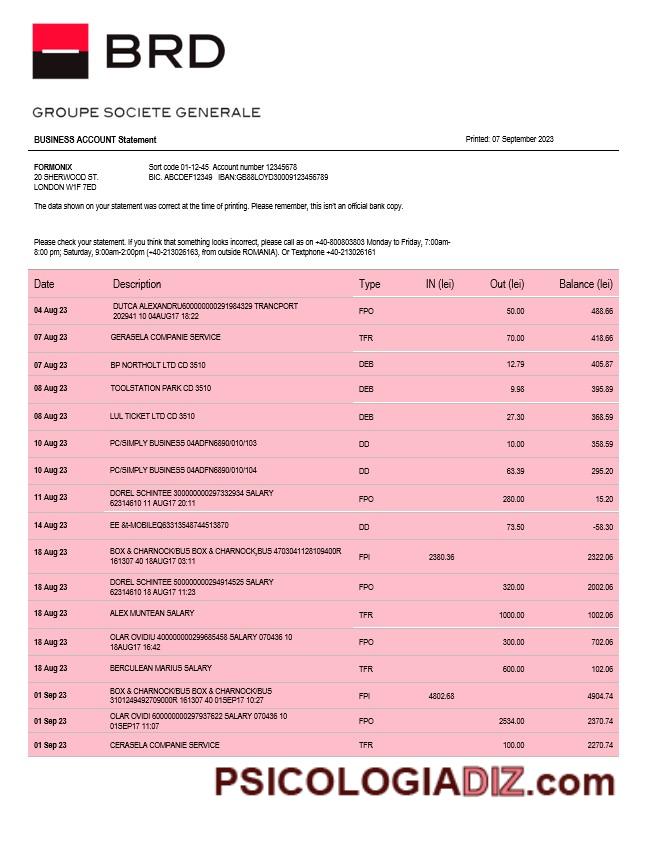 BRD
GROUPE SOCIETE GENERALE
BUSINESS ACCOUNT Statement Printed: 07 September 2023
FORMONIX Sort code 01-12-45 Account number 12345678
20 SHERWOOD ST. BIC. ABCDEF12349 IBAN:GB88LOYD30009123456789
LONDON W1F 7ED
The data shown on your statement was correct at the time of printing. Please remember, this isn't an official bank copy.
Please check your statement. If you think that something looks incorrect, please call as on +40-800803803 Monday to Friday, 7:00am-
8:00 pm; Saturday, 9:00am-2:00pm (+40-213026163, from outside ROMANIA). Or Textphone +40-213026161
Date Description Type IN (lei) Out (lei) Balance (lei)
04 Aug 23 DUTCA ALEXANDRU600000000291984329 TRANCPORT FPO 50.00 488.66
202941 10 04AUG17 18:22
07 Aug 23 GERASELA COMPANIE SERVICE TFR 70.00 418.66
07 Aug 23 BP NORTHOLT LTD CD 3510 DEB 12.79 405.87
08 Aug 23 TOOLSTATION PARK CD 3510 DEB 9.98 395.89
08 Aug 23 LUL TICKET LTD CD 3510 DEB 27.30 368.59
10 Aug 23 PC/SIMPLY BUSINESS 04ADFN6890/010/103 DD 10.00 358.59
10 Aug 23 PC/SIMPLY BUSINESS 04ADFN6890/010/104 DD 63.39 295.20
11 Aug 23 DOREL SCHINTEE 300000000297332934 SALARY FPO 280.00 15.20
62314610 11 AUG17 20:11
14 Aug 23 EE &t-MOBILEQ63313548744513870 DD 73.50 -58.30
18 Aug 23 BOX & CHARNOCK/BUS BOX & CHARNOCK,BUS 4703041128109400R FPI 2380.36 2322.06
161307 40 18AUG17 03:11
18 Aug 23 DOREL SCHINTEE 500000000294914525 SALARY FPO 320.00 2002.06
62314610 18 AUG17 11:23
18 Aug 23 ALEX MUNTEAN SALARY TFR 1000.00 1002.06
18 Aug 23 OLAR OVIDIU 400000000299685458 SALARY 070436 10 FPO 300.00 702.06
18AUG17 16:42
18 Aug 23 BERCULEAN MARIUS SALARY TFR 600.00 102.06
01 Sep 23 BOX & CHARNOCK/BUS BOX & CHARNOCK/BUS FPI 4802.68 4904.74
3101249492709000R 161307 40 01SEP17 10:27
01 Sep 23 OLAR OVIDI 600000000297937622 SALARY 070436 10 FPO 2534.00 2370.74
01SEP17 11:07
01 Sep 23 CERASELA COMPANIE SERVICE TFR 100.00 2270.74
PSICOLOGIADIZ.com